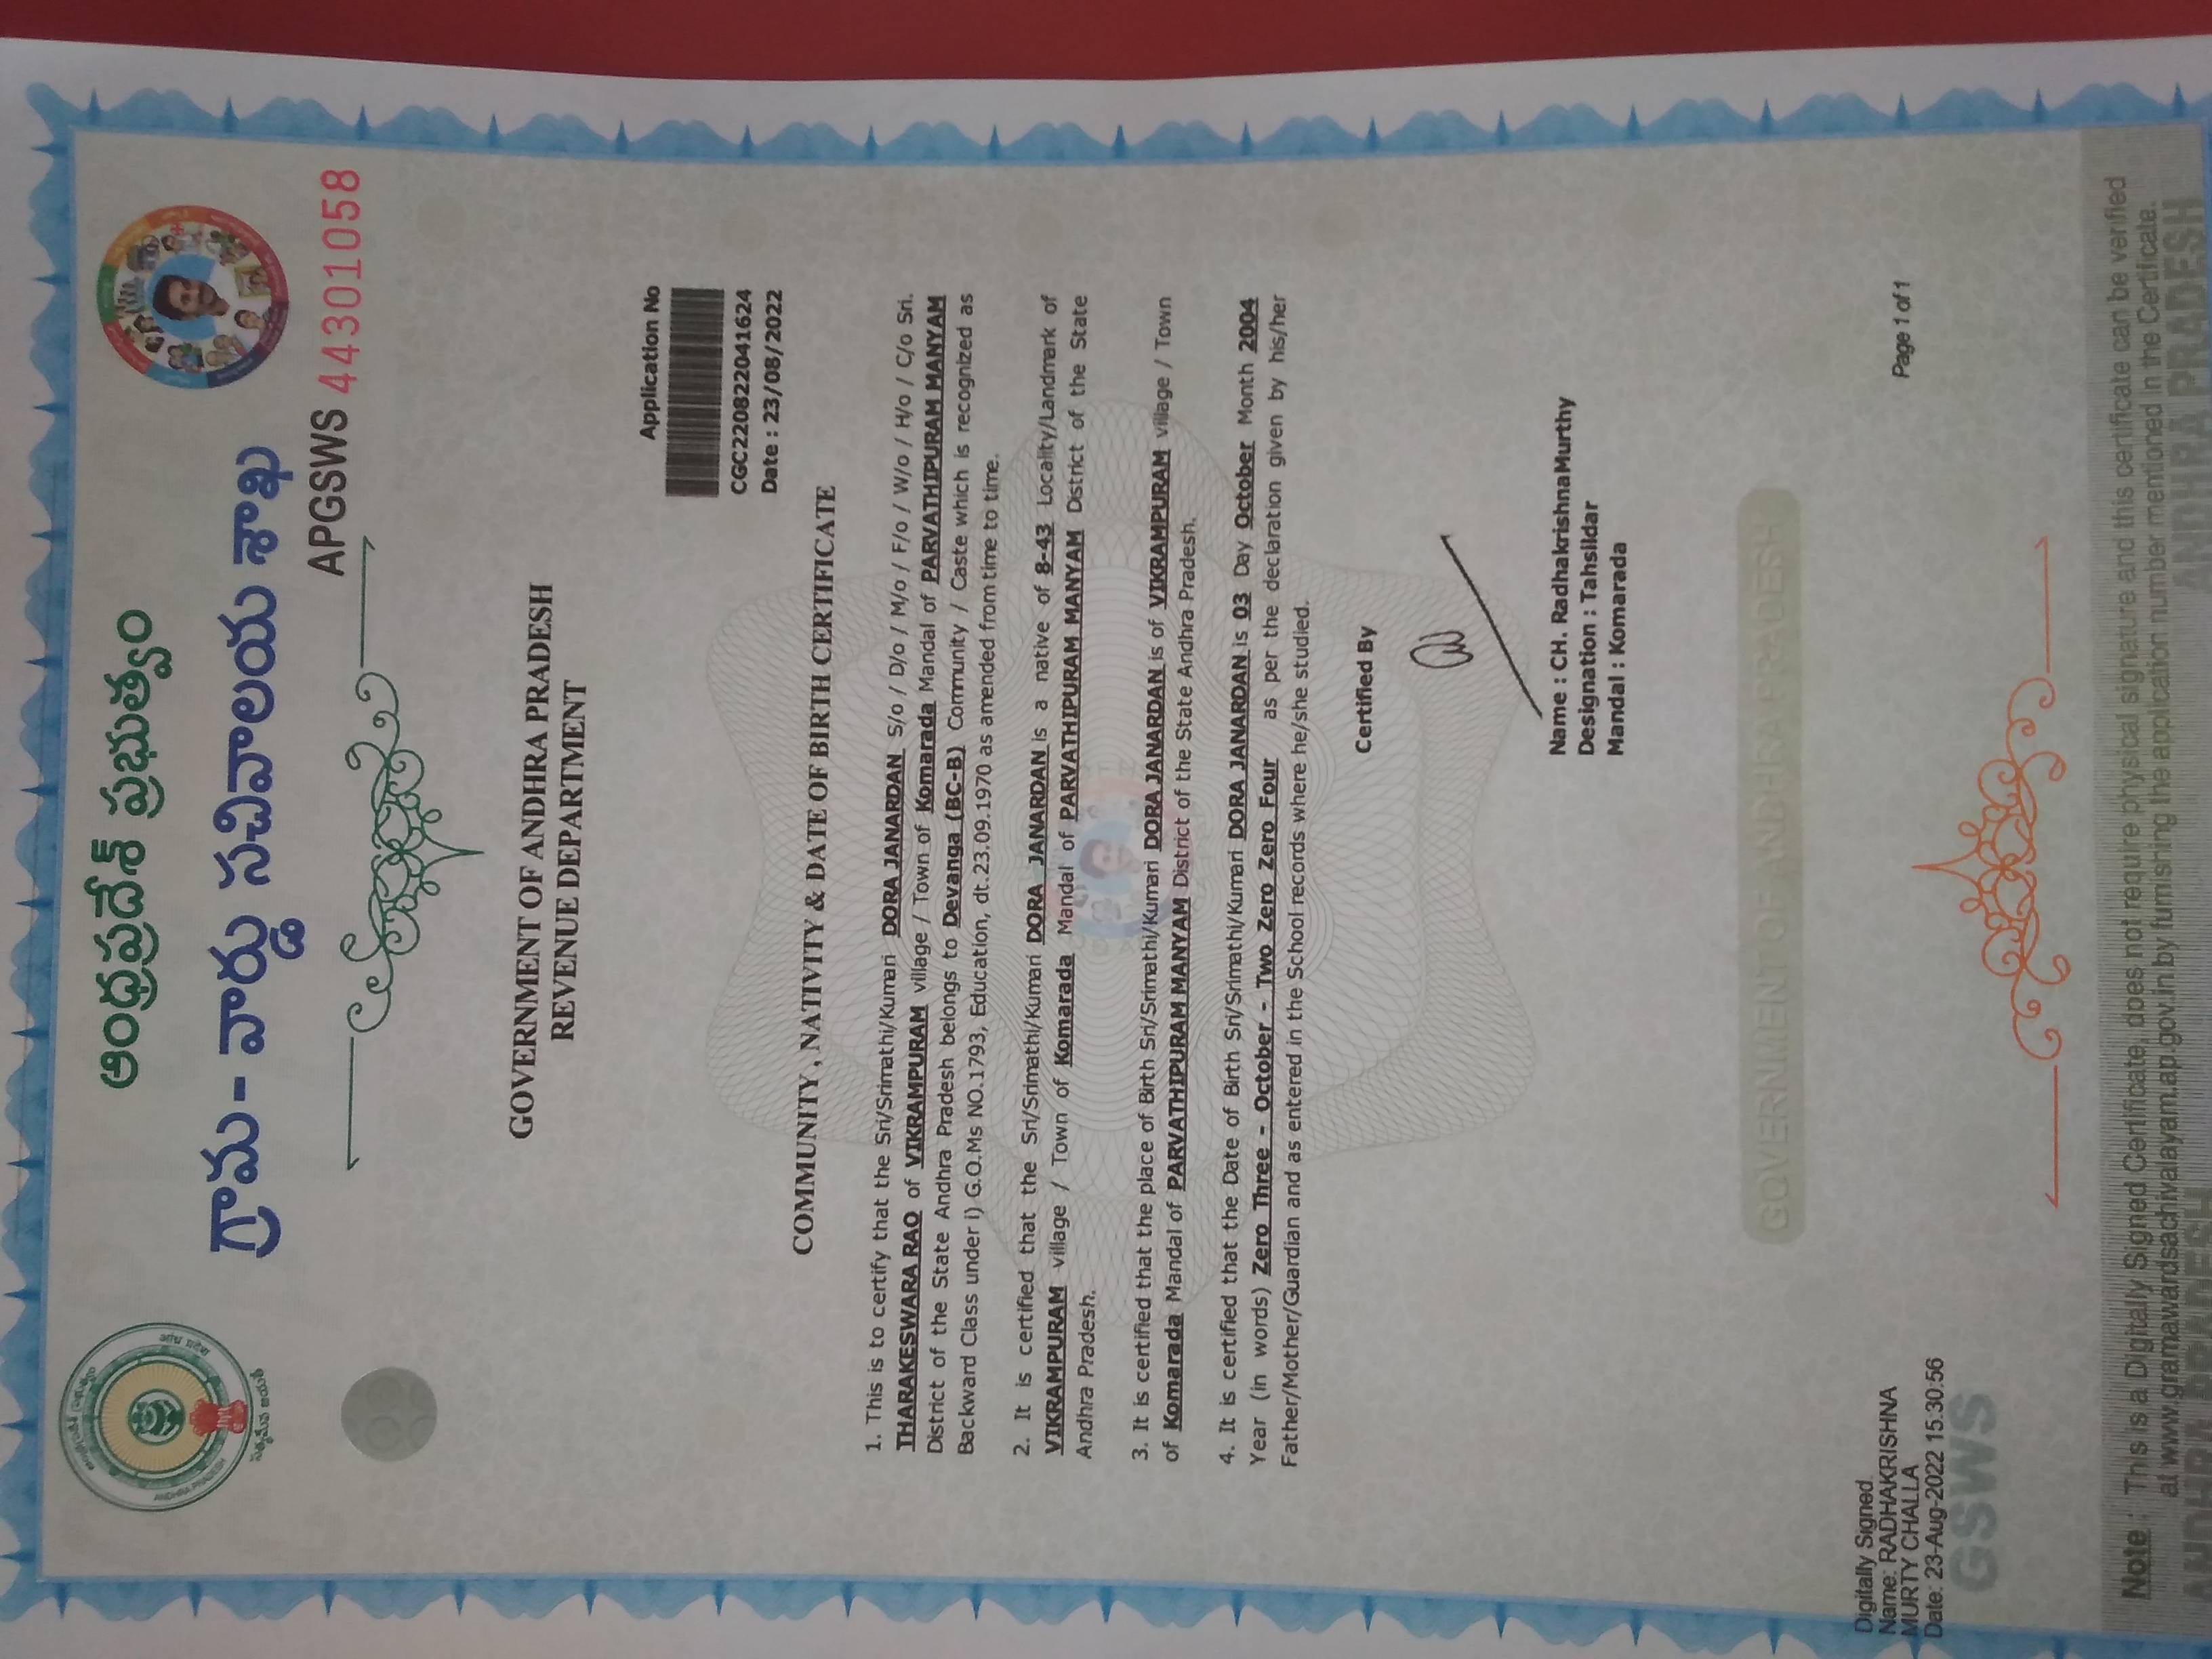 ఆంధ్రప్రదేశ్ ప్రభుత్వం
గ్రామ - వార్డు సచివాలయ శాఖ
APGSWS 44301058
GOVERNMENT OF ANDHRA PRADESH
REVENUE DEPARTMENT
Application No
CGC220822041624
Date : 23/08/2022
COMMUNITY, NATIVITY & DATE OF BIRTH CERTIFICATE
1. This is to certify that the Sri/Srimathi/Kumari DORA JANARDAN S/o / D/o / M/o / F/o / W/o / H/o / C/o Sri.
THARAKESWARA RAO of VIKRAMPURAM village / Town of Komarada Mandal of PARVATHIPURAM MANYAM
District of the State Andhra Pradesh belongs to Devanga (BC-B) Community / Caste which is recognized as
Backward Class under i) G.O.Ms NO.1793, Education, dt.23.09.1970 as amended from time to time.
2. It is certified that the Sri/Srimathi/Kumari DORA JANARDAN is a native of 8-43 Locality/Landmark of
VIKRAMPURAM village / Town of Komarada Mandal of PARVATHIPURAM MANYAM District of the State
Andhra Pradesh.
3. It is certified that the place of Birth Sri/Srimathi/Kumari DORA JANARDAN is of VIKRAMPURAM village / Town
of Komarada Mandal of PARVATHIPURAM MANYAM District of the State Andhra Pradesh.
4. It is certified that the Date of Birth Sri/Srimathi/Kumari DORA JANARDAN is 03 Day October Month 2004
Year (in words) Zero Three - October - Two Zero Zero Four as per the declaration given by his/her
Father/Mother/Guardian and as entered in the School records where he/she studied.
Certified By
Name : CH. RadhakrishnaMurthy
Designation : Tahsildar
Mandal : Komarada
GOVERNMENT OF ANDHRA PRADESH
Page 1 of 1
Digitally Signed
Name: RADHAKRISHNA
MURTY CHALLA
Date: 23-Aug-2022 15:30:56
GSWS
Note : This is a Digitally Signed Certificate, does not require physical signature and this certificate can be verified
at www.gramawardsachivalayam.ap.gov.in by furnishing the application number mentioned in the Certificate.
ANDHRA PRADESH